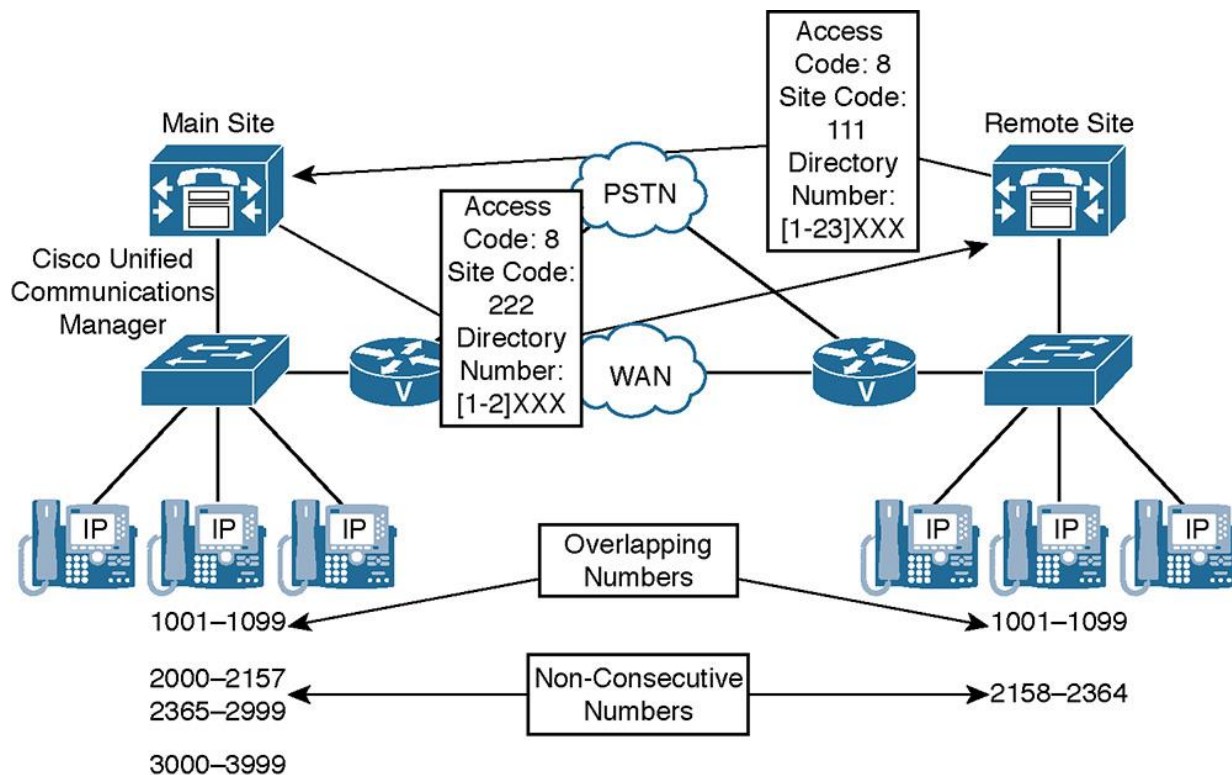 Main Site
Cisco Unified
Communications
Manager
PSTN
WAN
Access
Code: 8
Site Code:
222
Directory
Number:
[1-2]XXX
Access
Code: 8
Site Code:
111
Directory
Number:
[1-23]XXX
Remote Site
V
V
IP
IP
IP
IP
IP
IP
Overlapping
Numbers
1001–1099
1001–1099
2000–2157
2365–2999
Non-Consecutive
Numbers
2158–2364
3000–3999